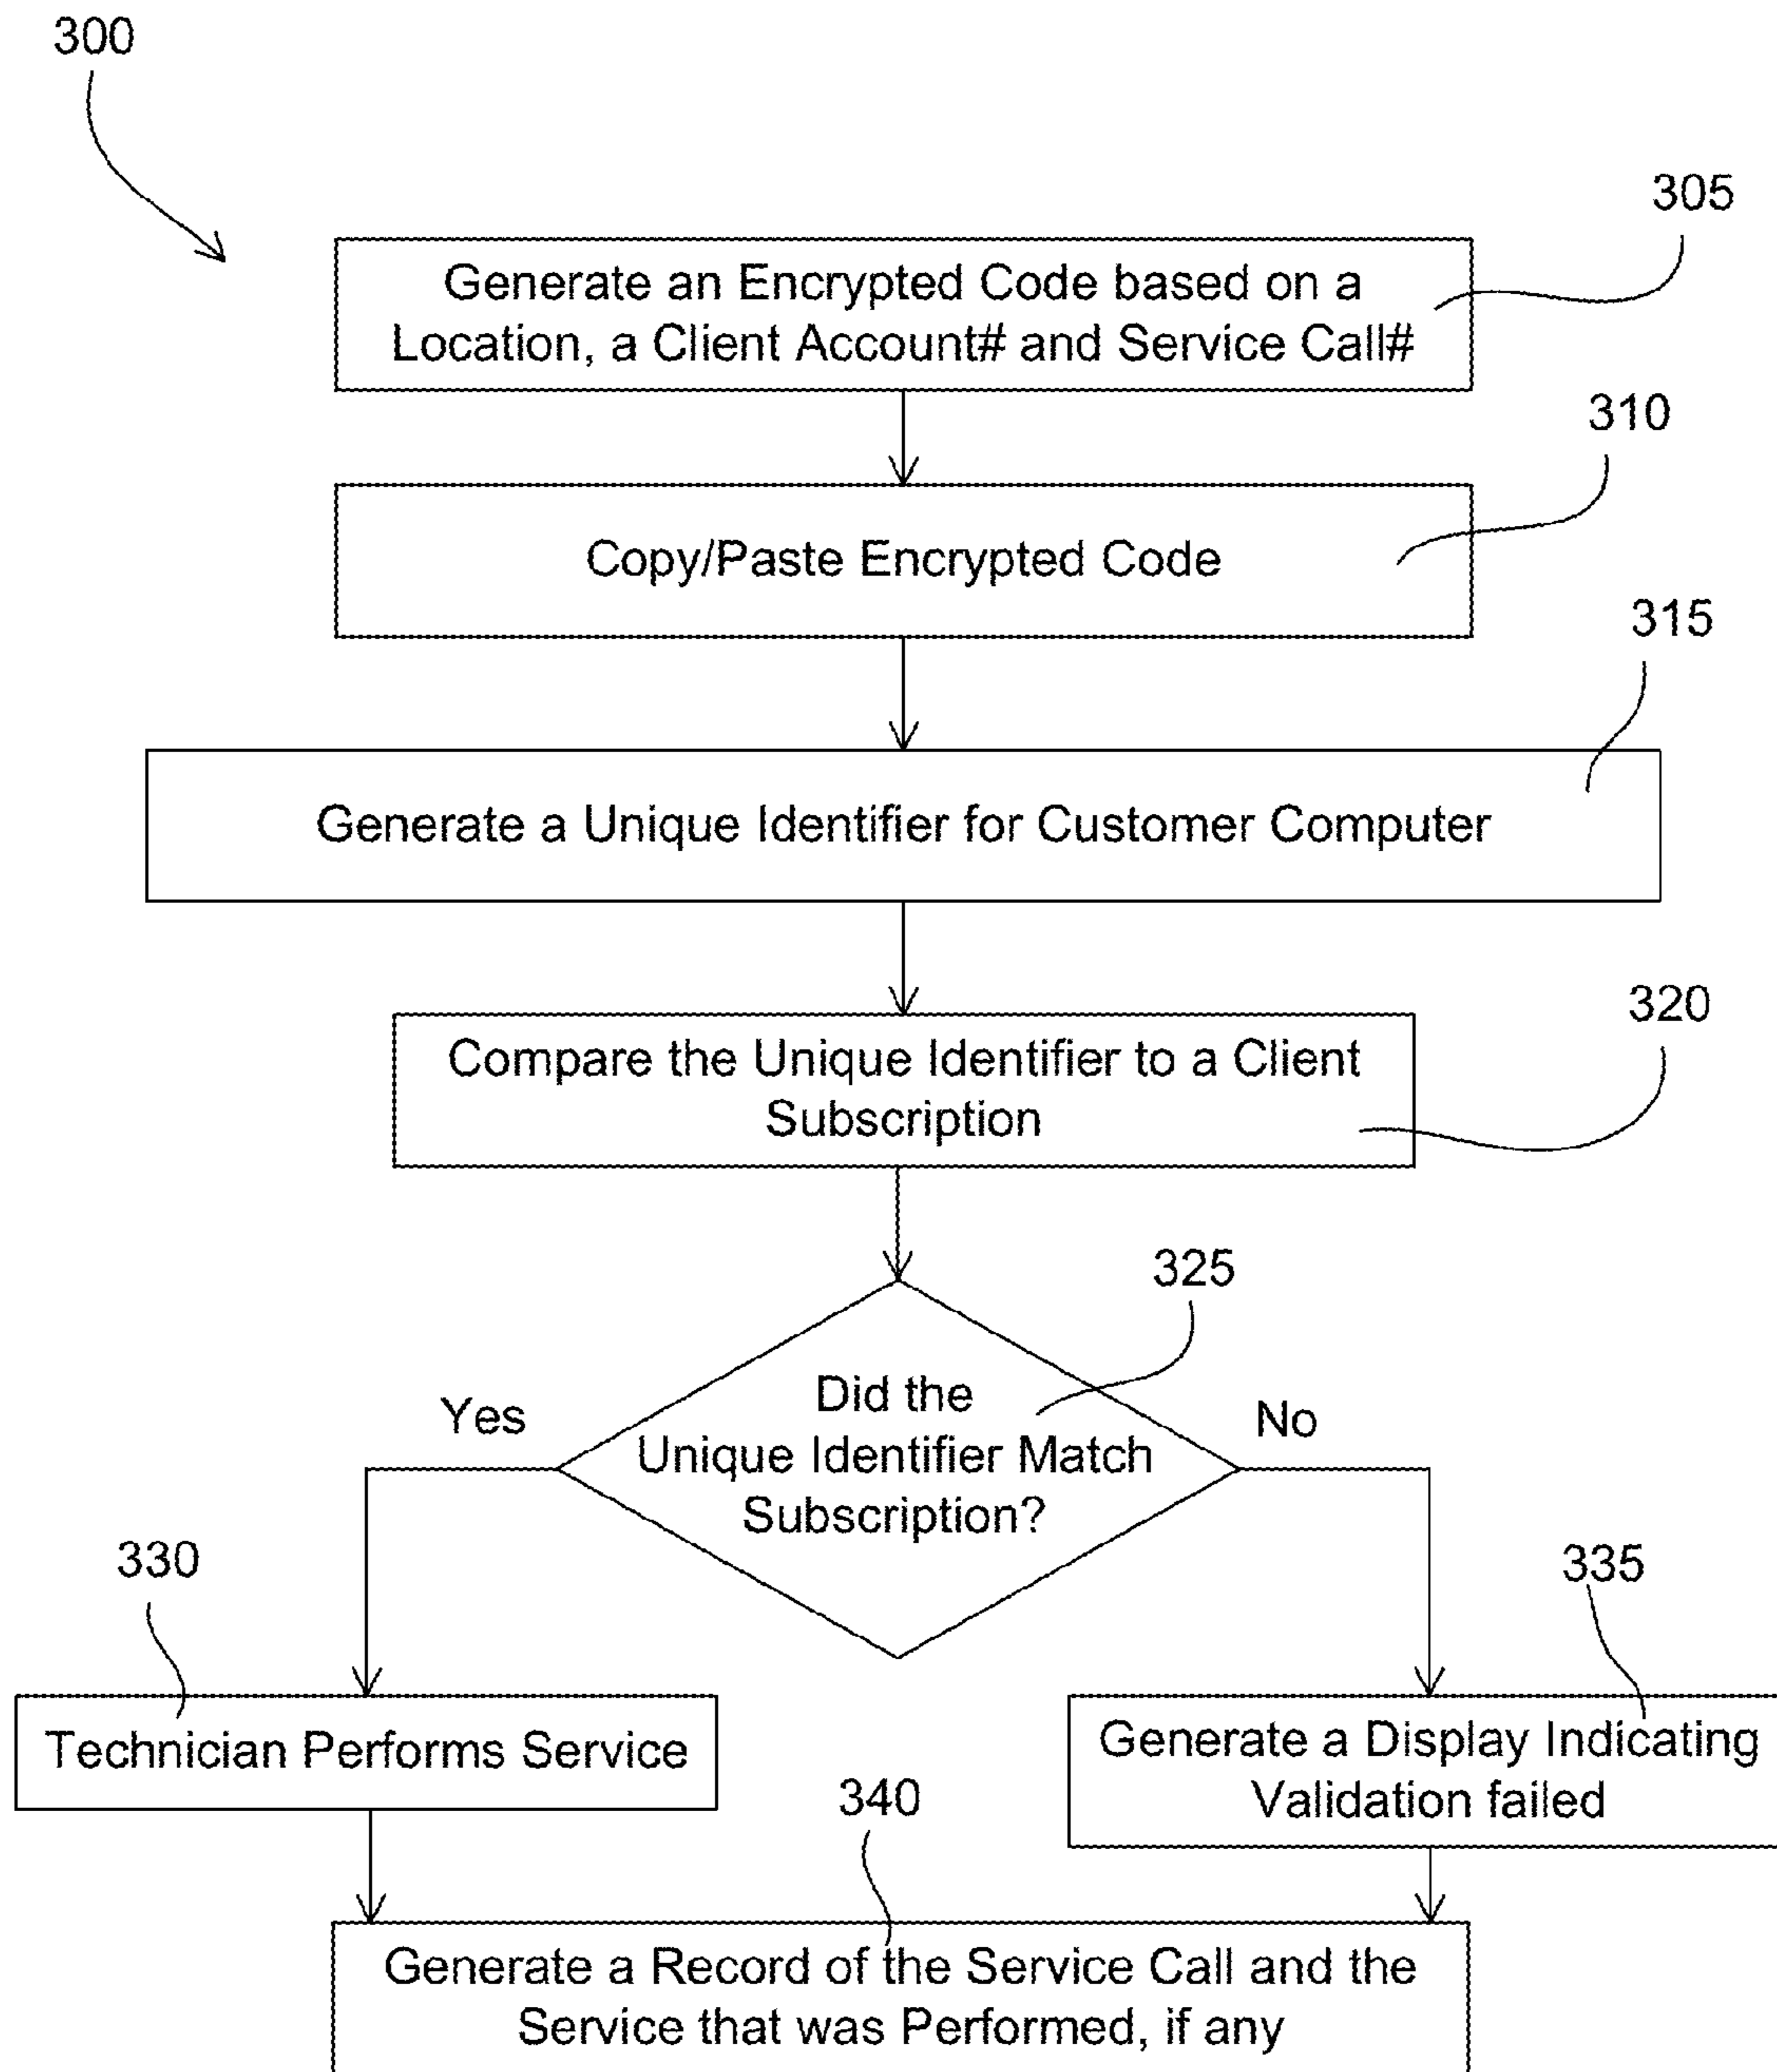 300
305
Generate an Encrypted Code based on a
Location, a Client Account# and Service Call#
310
Copy/Paste Encrypted Code
315
Generate a Unique Identifier for Customer Computer
320
Compare the Unique Identifier to a Client
Subscription
325
Did the
Unique Identifier Match
Subscription?
Yes
No
330
Technician Performs Service
335
Generate a Display Indicating
Validation failed
340
Generate a Record of the Service Call and the
Service that was Performed, if any